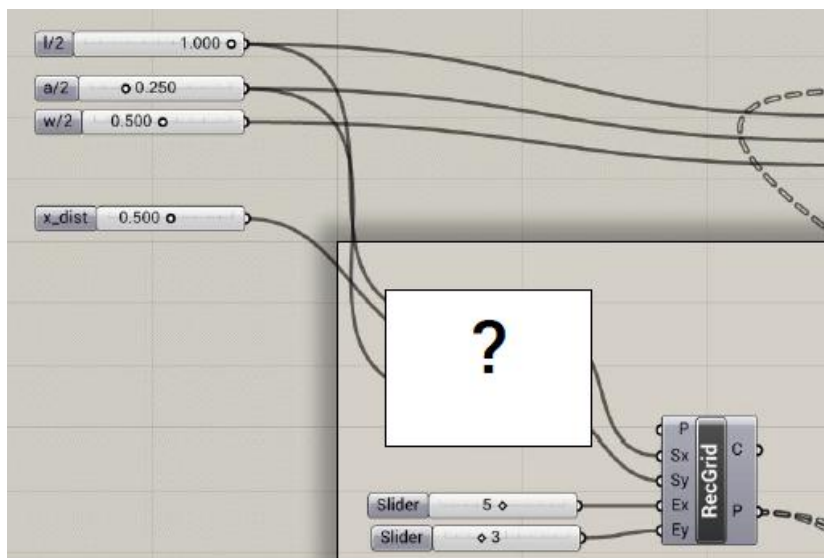 l/2 1.000
a/2 0.250
w/2 0.500
x_dist 0.500
?
P
Sx
Sy
Ex
Ey
RecGrid
C
P
Slider 5
Slider 3